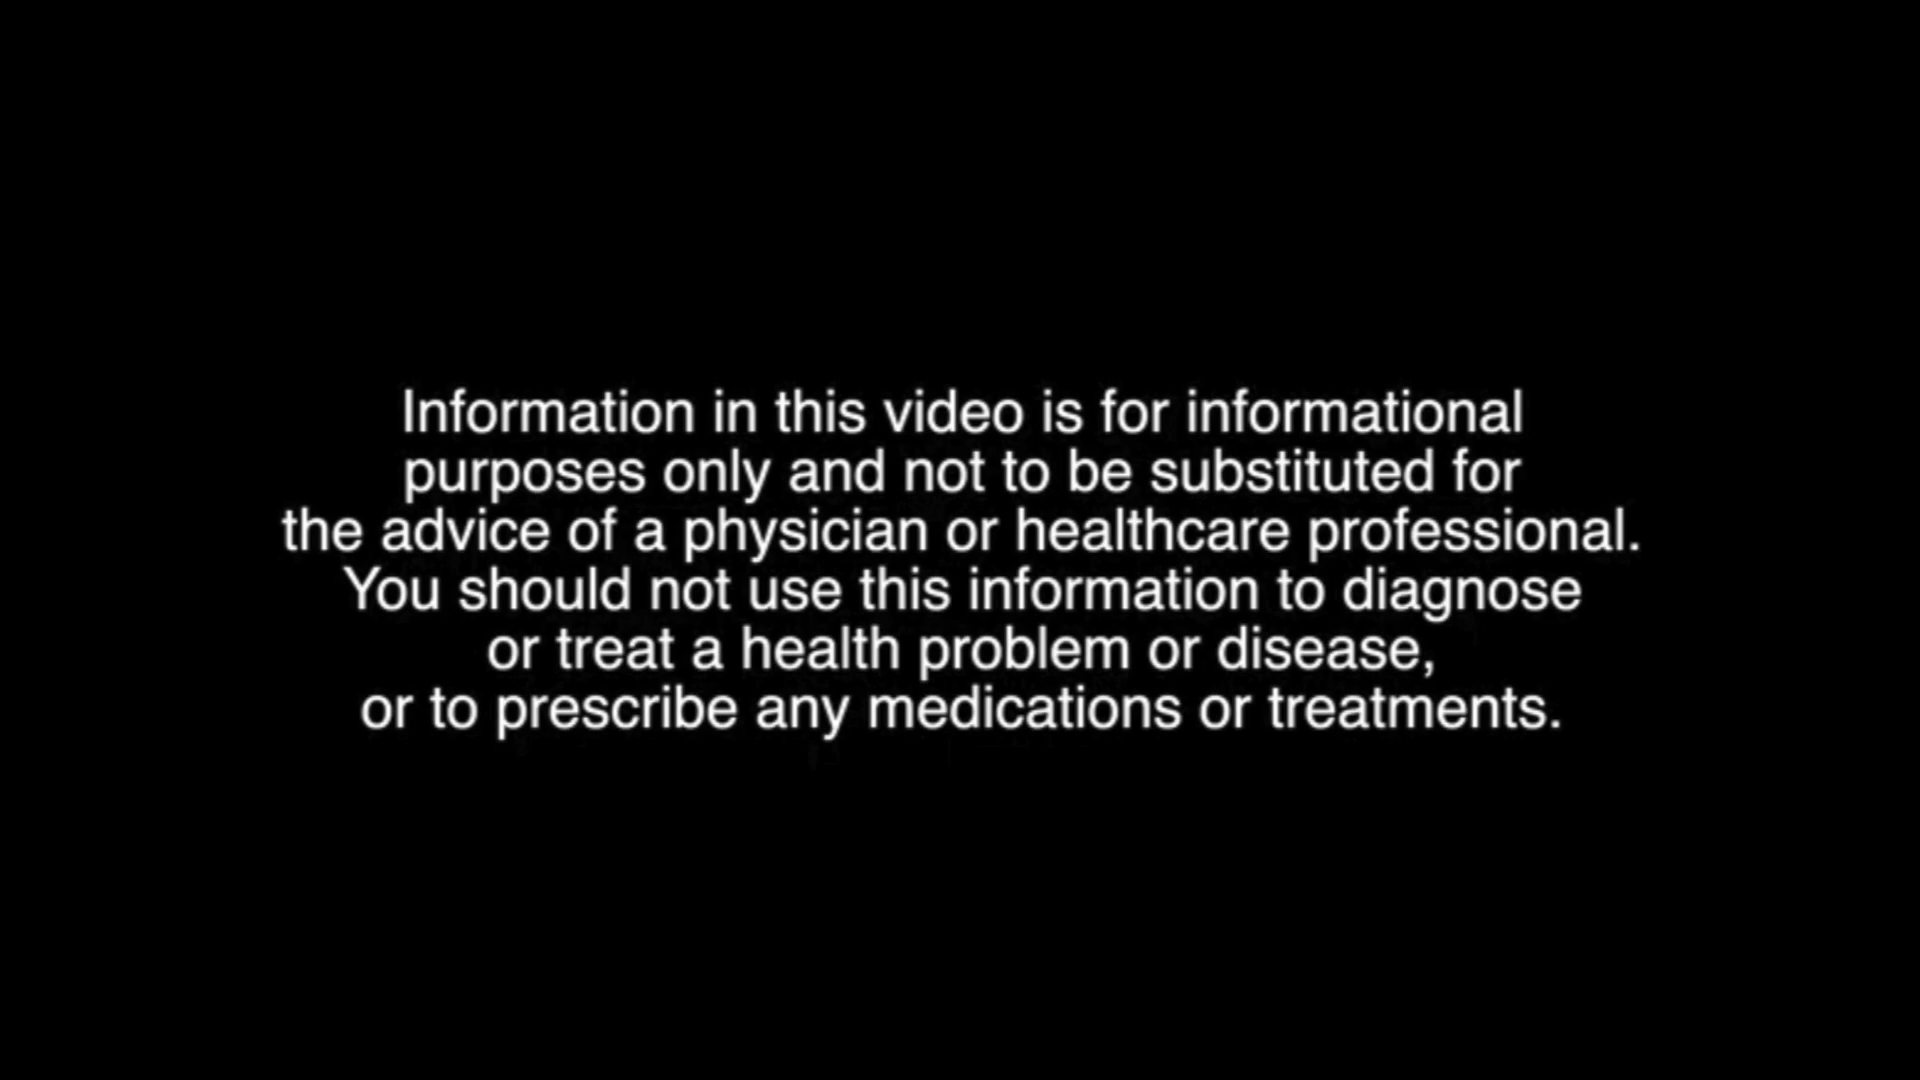 Information in this video is for informational
purposes only and not to be substituted for
the advice of a physician or healthcare professional.
You should not use this information to diagnose
or treat a health problem or disease,
or to prescribe any medications or treatments.